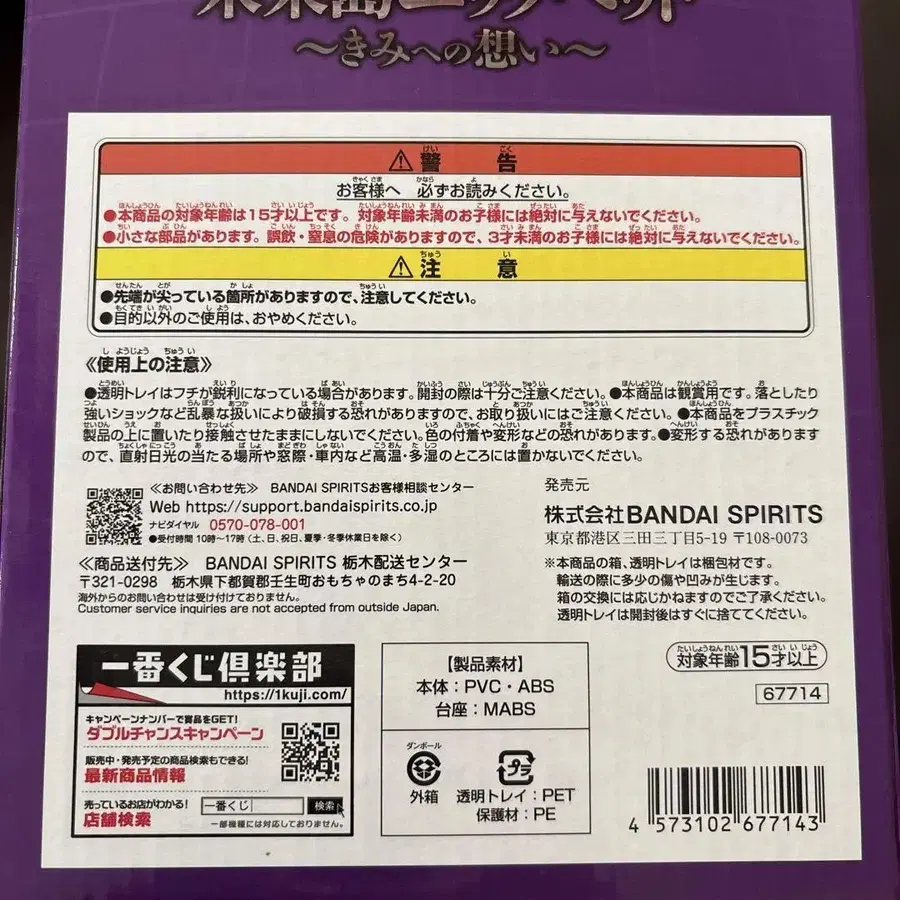 未来島エッグヘッド
～きみへの想い～
⚠警告
お客様へ 必ずお読みください。
●本商品の対象年齢は15才以上です。対象年齢未満のお子様には絶対に与えないでください。
●小さな部品があります。誤飲・窒息の危険がありますので、3才未満のお子様には絶対に与えないでください。
⚠注意
●先端が尖っている箇所がありますので、注意してください。
●目的以外のご使用は、おやめください。
《使用上の注意》
●透明トレイはフチが鋭利になっている場合があります。開封の際は十分ご注意ください。●本商品は観賞用です。落としたり
強いショックなど乱暴な扱いにより破損する恐れがありますので、お取り扱いにはご注意ください。●本商品をプラスチック
製品の上に置いたり接触させたままにしないでください。色の付着や変形などの恐れがあります。●変形する恐れがあります
ので、直射日光の当たる場所や窓際・車内など高温・多湿のところには置かないでください。
≪お問い合わせ先≫ BANDAI SPIRITSお客様相談センター
Web https://support.bandaispirits.co.jp
ナビダイヤル 0570-078-001
●受付時間 10時～17時(土、日、祝日、夏季・冬季休業日を除く)
≪商品送付先≫ BANDAI SPIRITS 栃木配送センター
〒321-0298 栃木県下都賀郡壬生町おもちゃのまち4-2-20
海外からのお問い合わせは受け付けておりません。
Customer service inquiries are not accepted from outside Japan.
発売元
株式会社BANDAI SPIRITS
東京都港区三田三丁目5-19 〒108-0073
※本商品の箱、透明トレイは梱包材です。
輸送の際に多少の傷や凹みが生じます。
箱の交換には応じかねますのでご了承ください。
透明トレイは開封後はすぐに捨ててください。
一番くじ倶楽部
https://1kuji.com/
キャンペーンナンバーで賞品をGET!
ダブルチャンスキャンペーン
販売中・発売予定の商品検索もできる!
最新商品情報
売っているお店がわかる!
店舗検索
一番くじ 検索
一部機種には対応しておりません。
【製品素材】
本体：PVC・ABS
台座：MABS
ダンボール
外箱
プラ
透明トレイ：PET
保護材：PE
対象年齢15才以上
67714
4 573102 677143